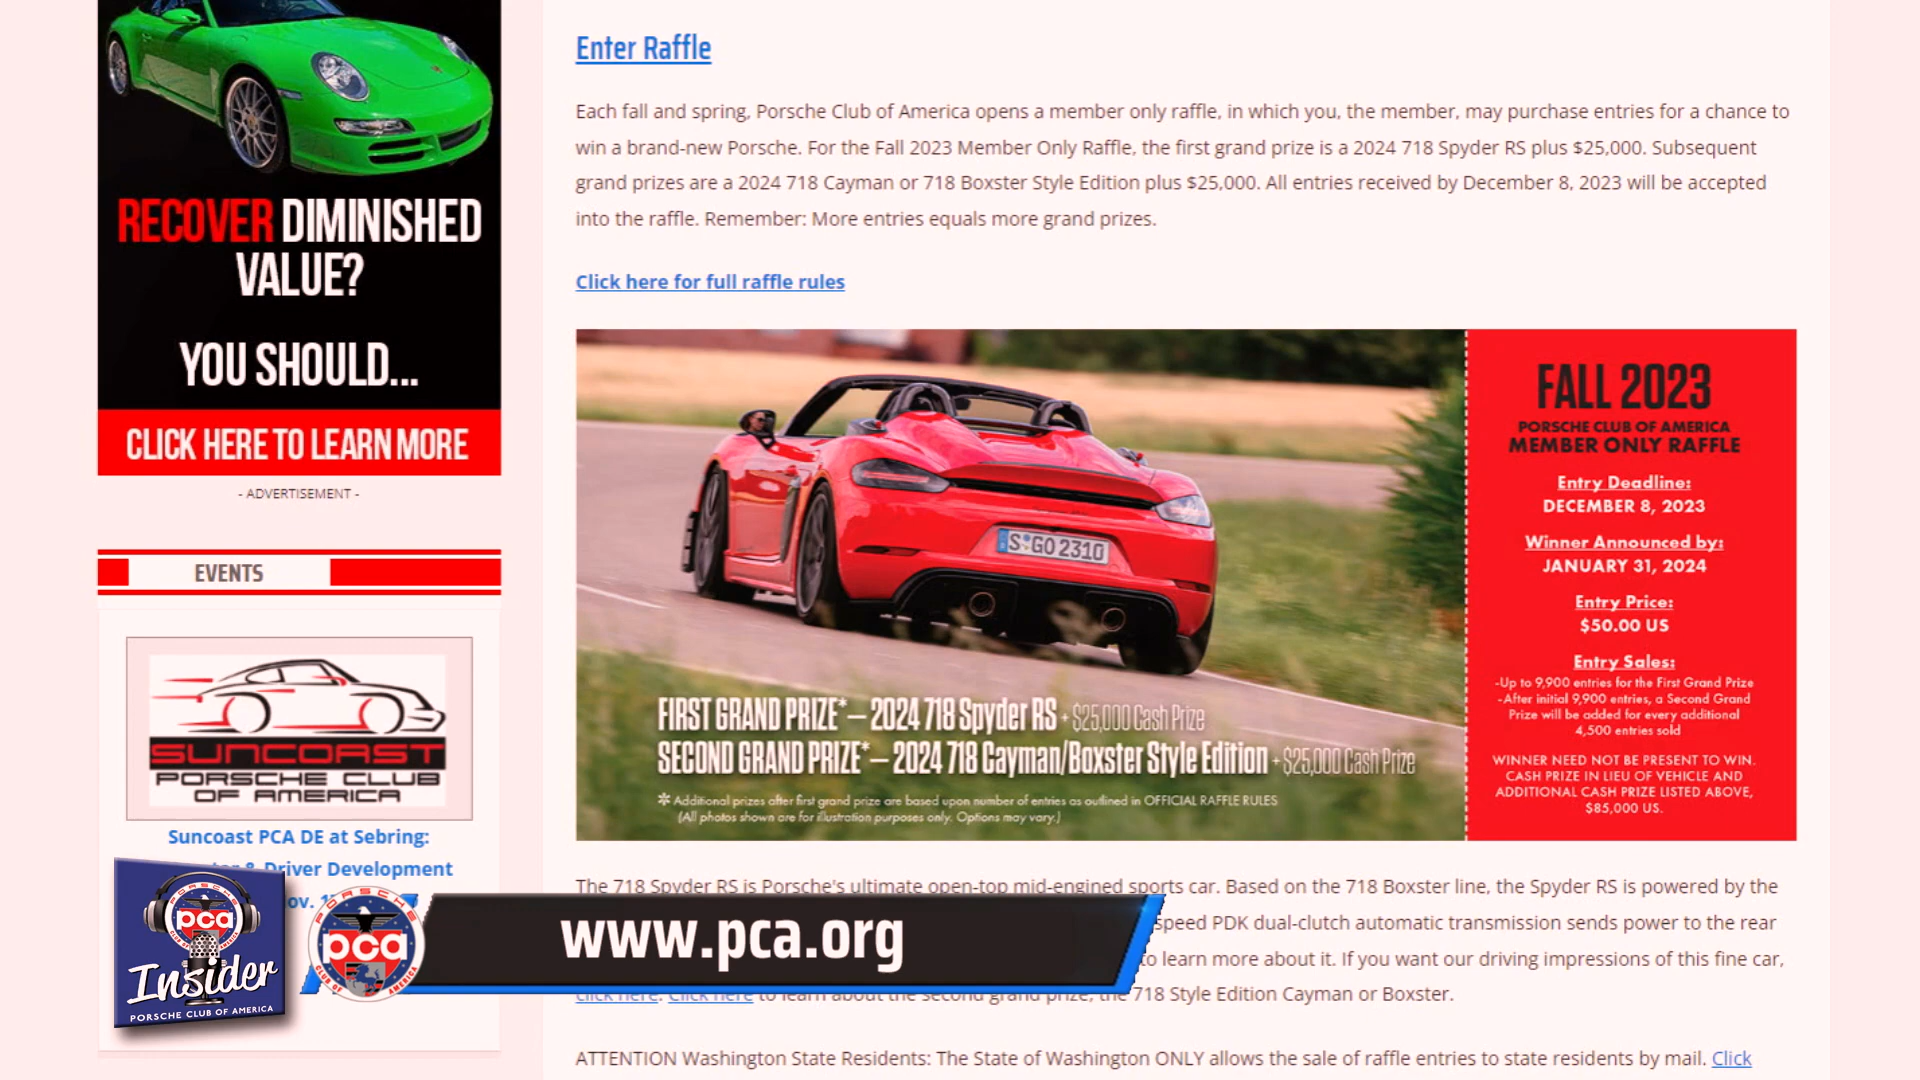 RECOVER DIMINISHED
VALUE?
YOU SHOULD...
CLICK HERE TO LEARN MORE
- ADVERTISEMENT -
EVENTS
SUNCOAST
PORSCHE CLUB
OF AMERICA
Suncoast PCA DE at Sebring:
& Driver Development
Enter Raffle
Each fall and spring, Porsche Club of America opens a member only raffle, in which you, the member, may purchase entries for a chance to
win a brand-new Porsche. For the Fall 2023 Member Only Raffle, the first grand prize is a 2024 718 Spyder RS plus $25,000. Subsequent
grand prizes are a 2024 718 Cayman or 718 Boxster Style Edition plus $25,000. All entries received by December 8, 2023 will be accepted
into the raffle. Remember: More entries equals more grand prizes.
Click here for full raffle rules
S GO 2310
FIRST GRAND PRIZE* – 2024 718 Spyder RS + $25,000 Cash Prize
SECOND GRAND PRIZE* – 2024 718 Cayman/Boxster Style Edition + $25,000 Cash Prize
* Additional prizes after first grand prize are based upon number of entries as outlined in OFFICIAL RAFFLE RULES
(All photos shown are for illustration purposes only. Options may vary.)
FALL 2023
PORSCHE CLUB OF AMERICA
MEMBER ONLY RAFFLE
Entry Deadline:
DECEMBER 8, 2023
Winner Announced by:
JANUARY 31, 2024
Entry Price:
$50.00 US
Entry Sales:
-Up to 9,900 entries for the First Grand Prize
-After initial 9,900 entries, a Second Grand
Prize will be added for every additional
4,500 entries sold
WINNER NEED NOT BE PRESENT TO WIN.
CASH PRIZE IN LIEU OF VEHICLE AND
ADDITIONAL CASH PRIZE LISTED ABOVE,
$85,000 US.
The 718 Spyder RS is Porsche's ultimate open-top mid-engined sports car. Based on the 718 Boxster line, the Spyder RS is powered by the
speed PDK dual-clutch automatic transmission sends power to the rear
to learn more about it. If you want our driving impressions of this fine car,
click here. Click here to learn about the second grand prize, the 718 Style Edition Cayman or Boxster.
ATTENTION Washington State Residents: The State of Washington ONLY allows the sale of raffle entries to state residents by mail. Click
PORSCHE
pca
CLUB OF AMERICA
Insider
PORSCHE CLUB OF AMERICA
PORSCHE
pca
CLUB OF AMERICA
www.pca.org